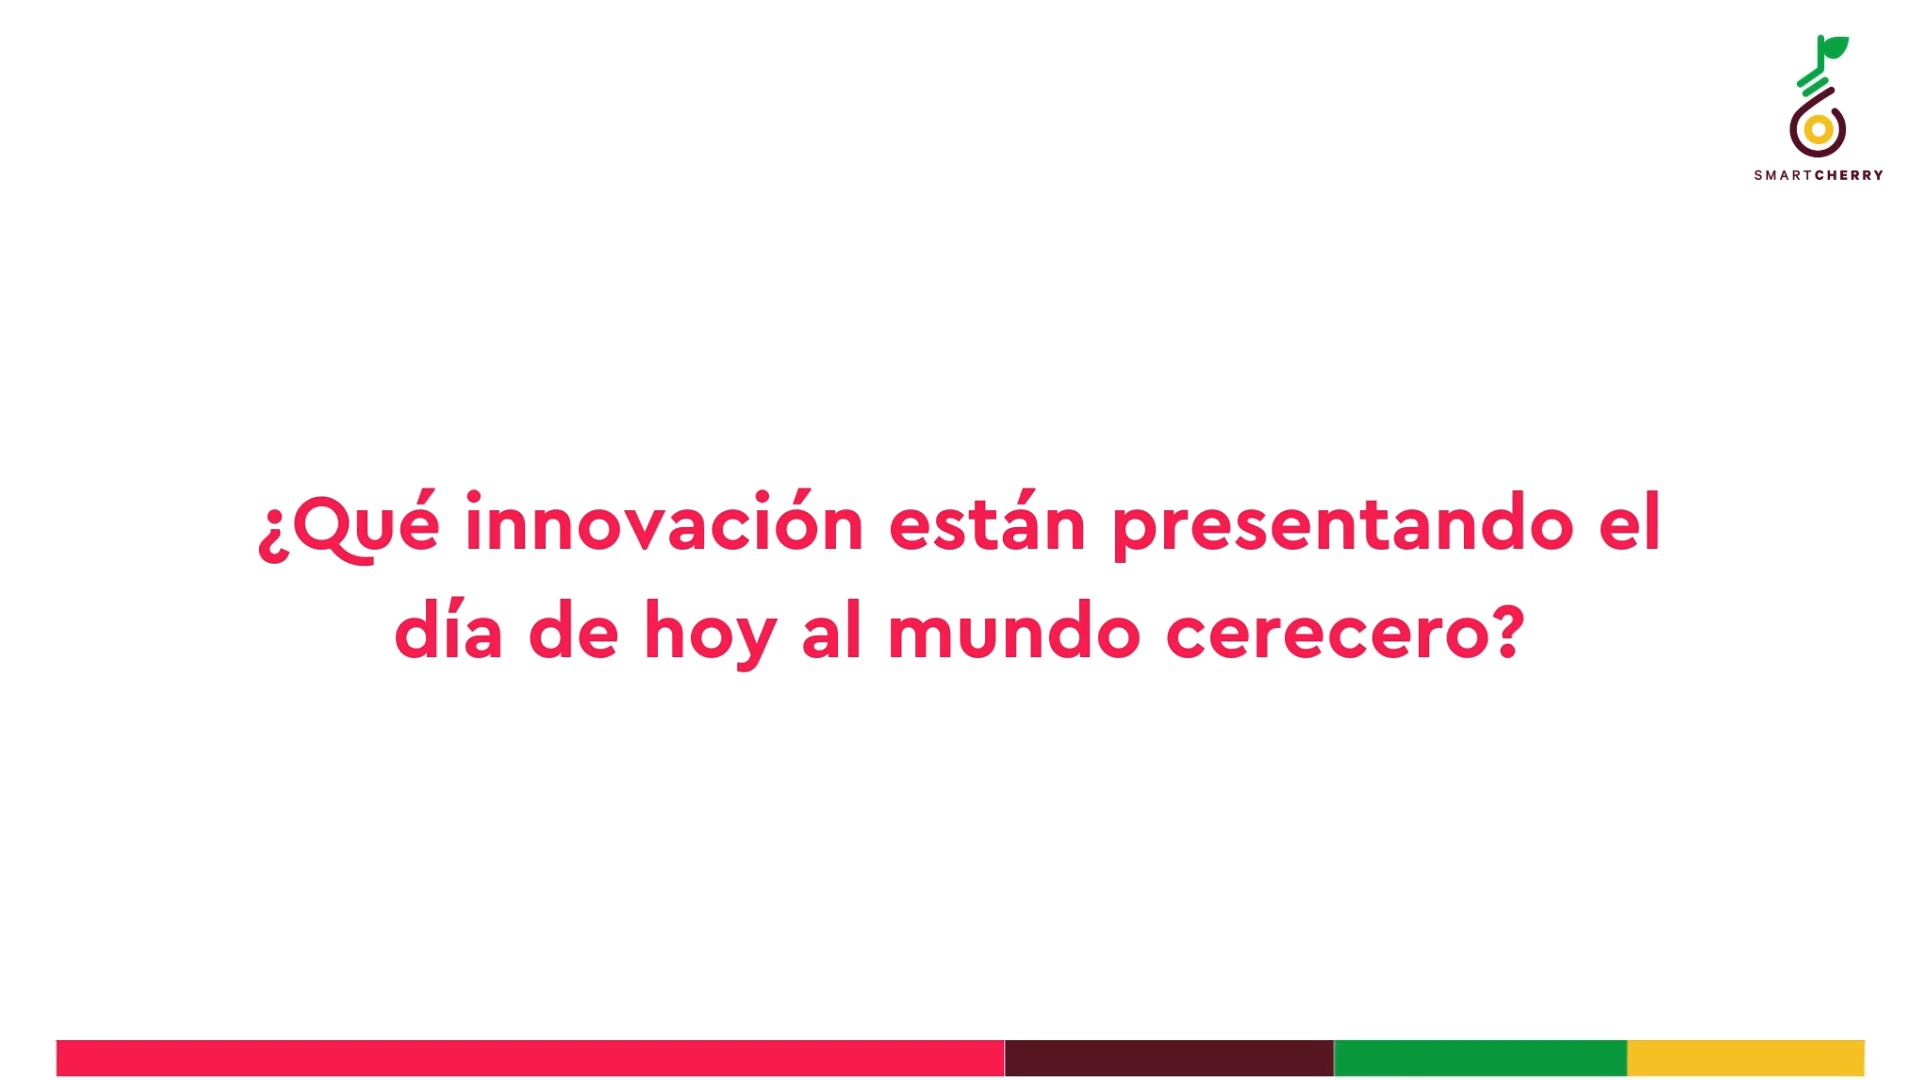 SMARTCHERRY
¿Qué innovación están presentando el
día de hoy al mundo cerecero?